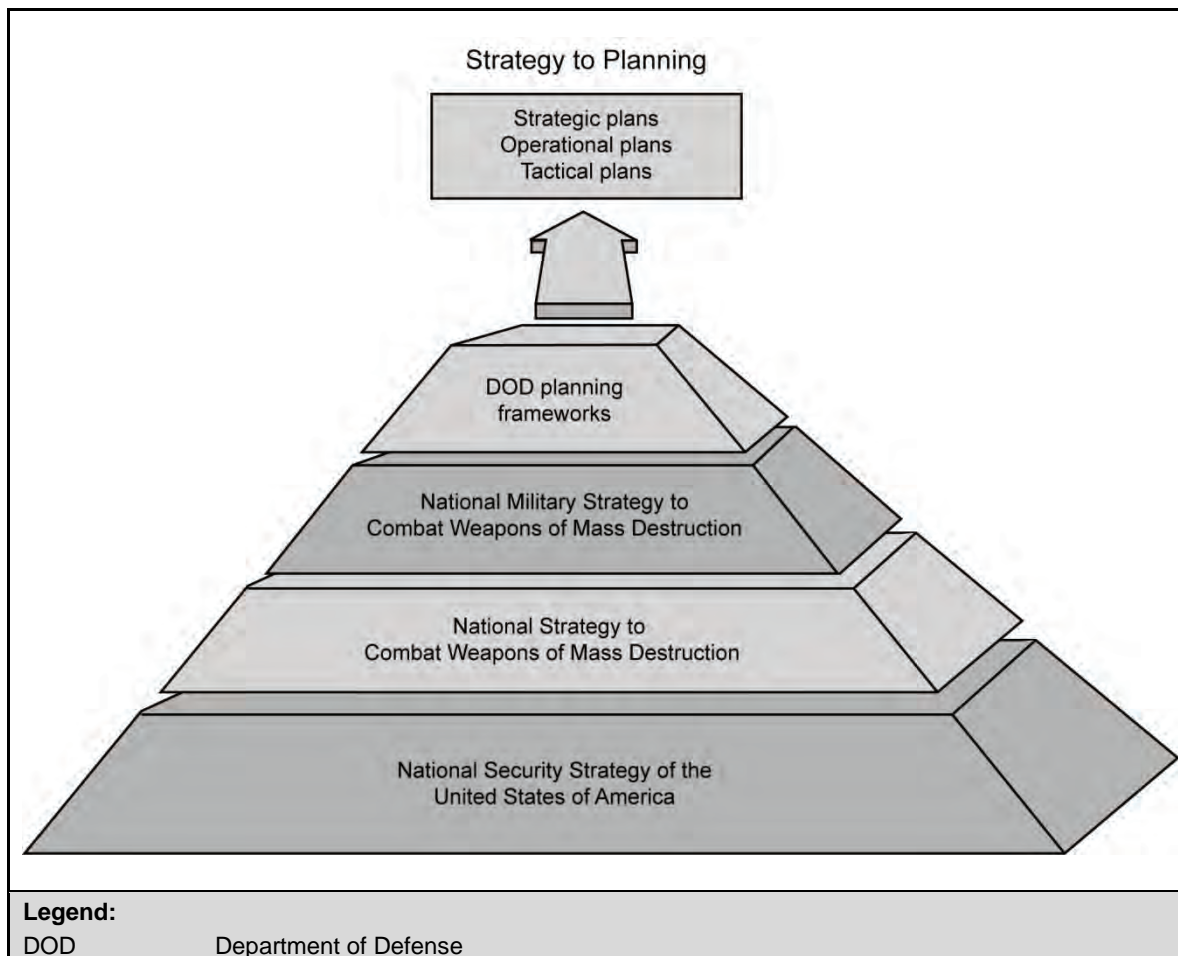 Strategy to Planning
Strategic plans
Operational plans
Tactical plans
DOD planning
frameworks
National Military Strategy to
Combat Weapons of Mass Destruction
National Strategy to
Combat Weapons of Mass Destruction
National Security Strategy of the
United States of America
Legend:
DOD Department of Defense